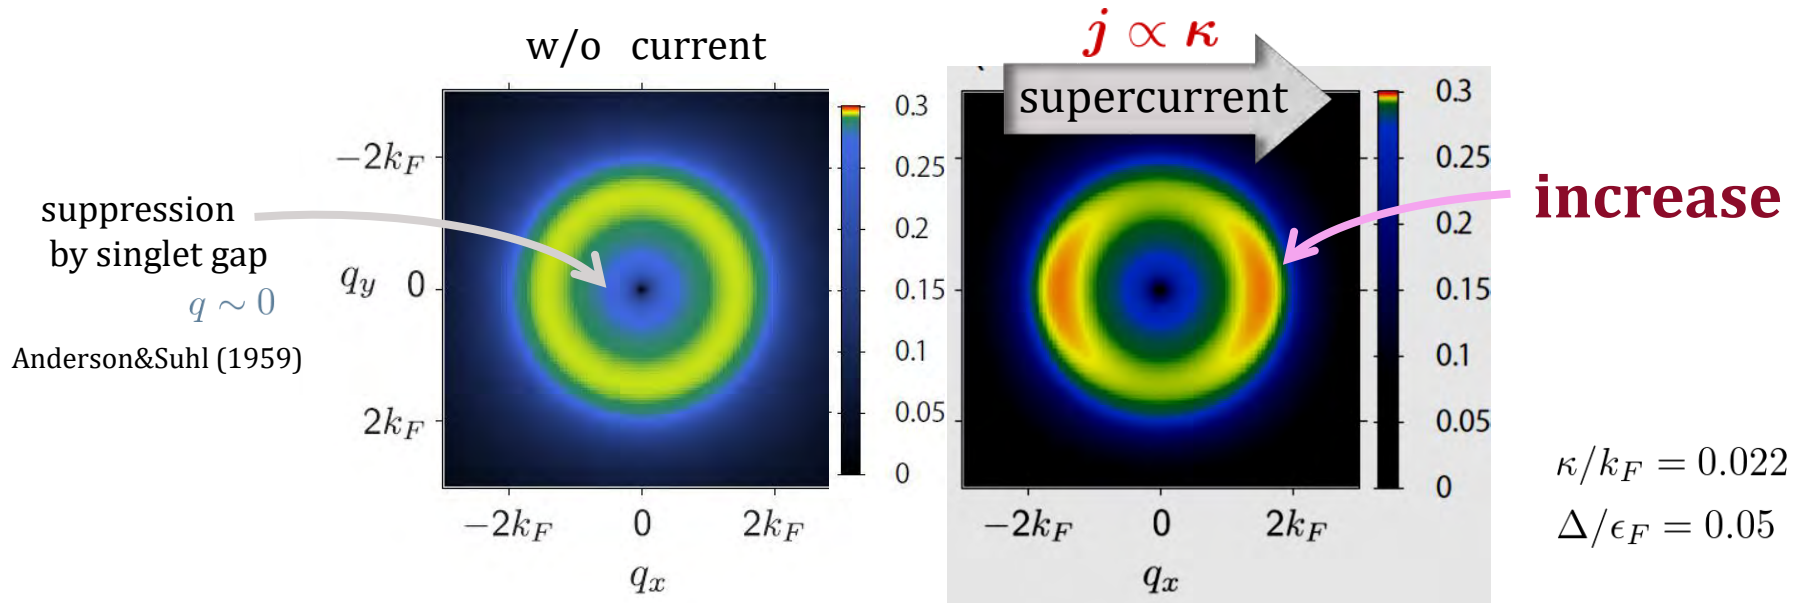 w/o current
j ∝ κ
supercurrent
increase
suppression
by singlet gap
q ∼ 0
Anderson&Suhl (1959)
−2k_F
q_y 0
2k_F
−2k_F 0 2k_F
q_x
0.3
0.25
0.2
0.15
0.1
0.05
0
−2k_F 0 2k_F
q_x
0.3
0.25
0.2
0.15
0.1
0.05
0
κ/k_F = 0.022
Δ/ϵ_F = 0.05